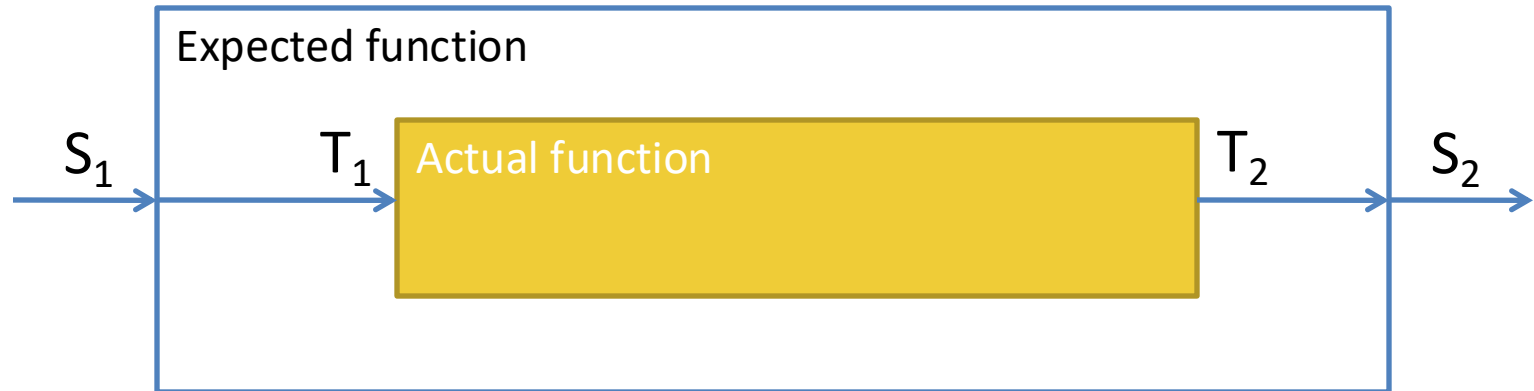 Expected function
S₁
T₁
Actual function
T₂
S₂